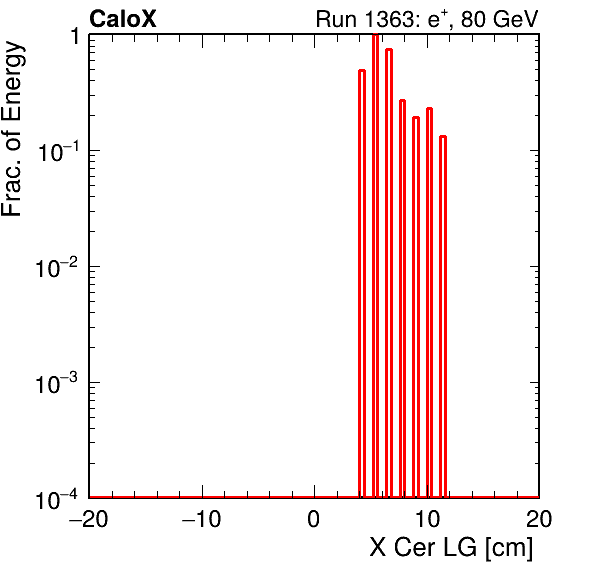 CaloX Run 1363: e⁺, 80 GeV
Frac. of Energy
1
10⁻¹
10⁻²
10⁻³
10⁻⁴
−20 −10 0 10 20
X Cer LG [cm]